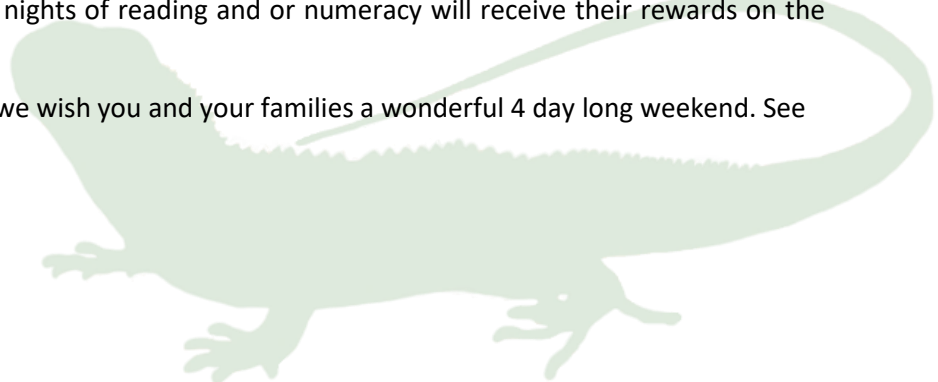 nights of reading and or numeracy will receive their rewards on the
we wish you and your families a wonderful 4 day long weekend. See